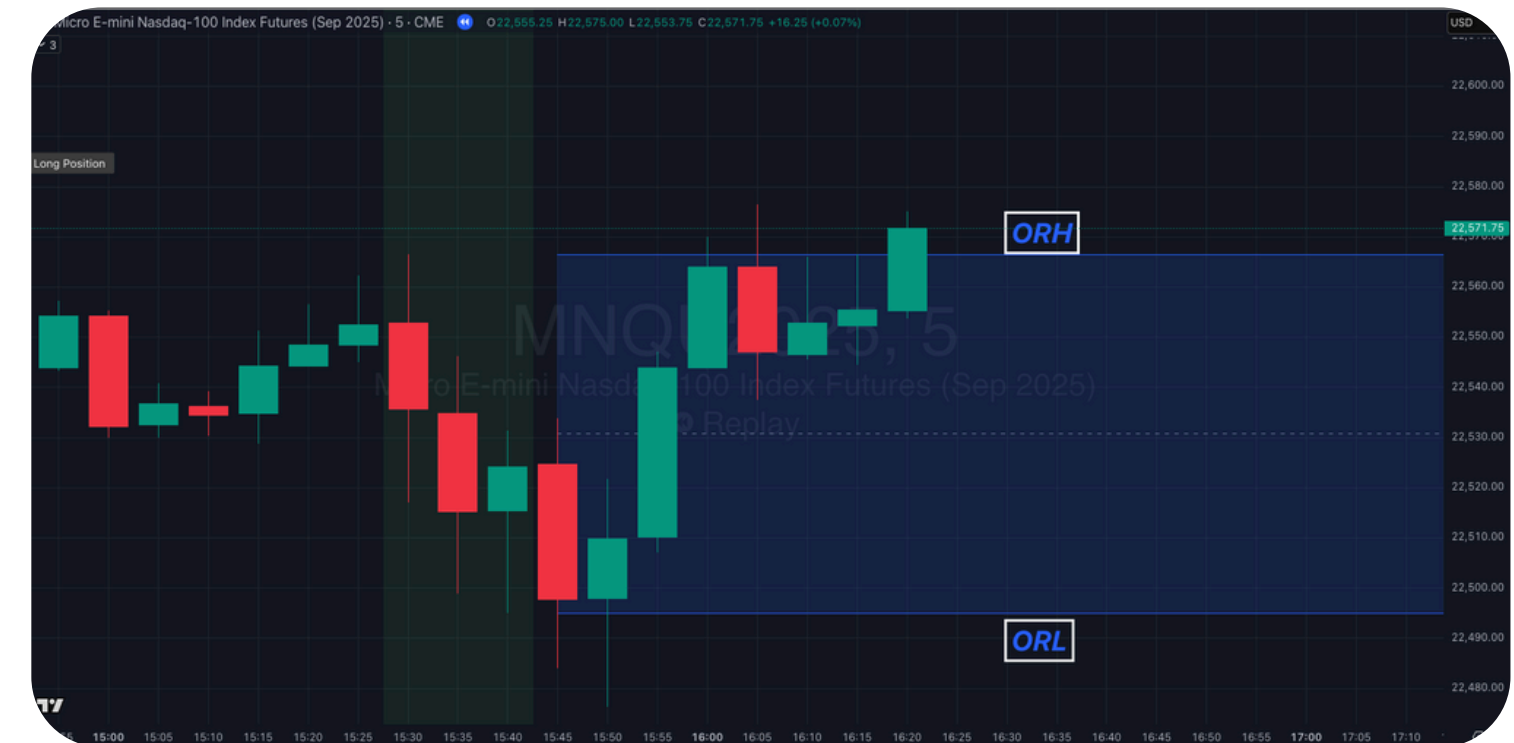 Micro E-mini Nasdaq-100 Index Futures (Sep 2025) · 5 · CME O22,555.25 H22,575.00 L22,553.75 C22,571.75 +16.25 (+0.07%)
USD
3
22,600.00
22,590.00
Long Position
22,580.00
22,571.75
22,570.00
ORH
22,560.00
MNQU2025, 5
22,550.00
Micro E-mini Nasdaq-100 Index Futures (Sep 2025)
22,540.00
Replay
22,530.00
22,520.00
22,510.00
22,500.00
ORL
22,490.00
22,480.00
15:00 15:05 15:10 15:15 15:20 15:25 15:30 15:35 15:40 15:45 15:50 15:55 16:00 16:05 16:10 16:15 16:20 16:25 16:30 16:35 16:40 16:45 16:50 16:55 17:00 17:05 17:10